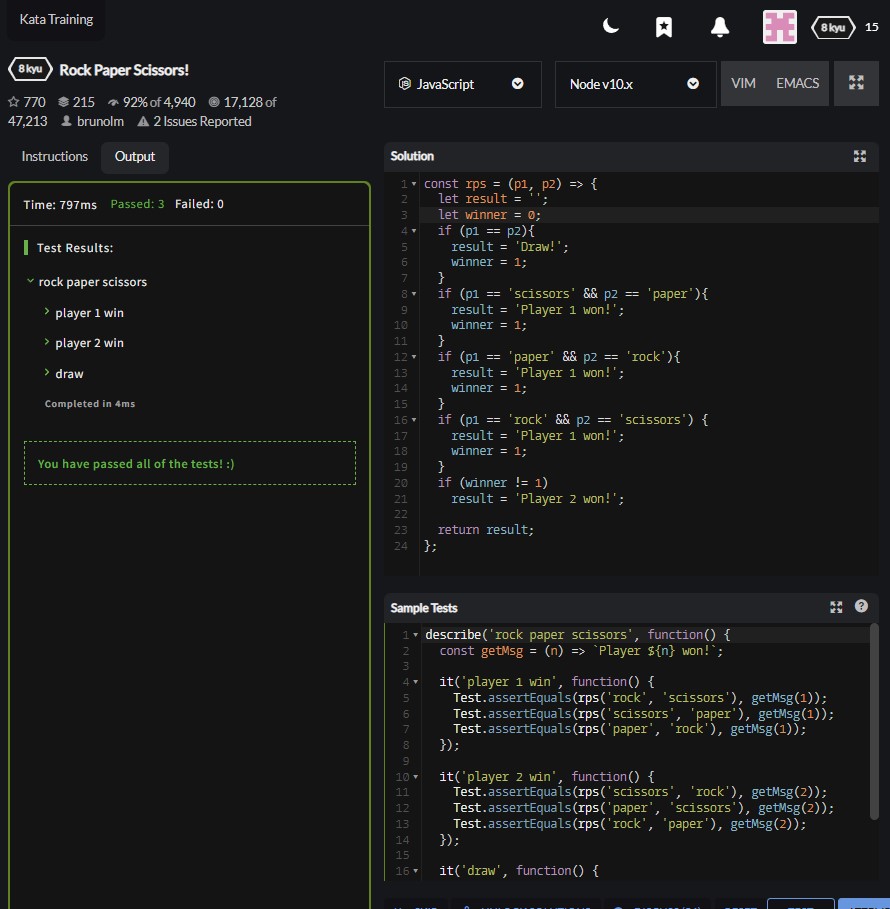 Kata Training
8 kyu 15
8 kyu Rock Paper Scissors!
770 215 92% of 4,940 17,128 of
47,213 brunolm 2 Issues Reported
JavaScript
Node v10.x
VIM EMACS
Instructions Output
Time: 797ms Passed: 3 Failed: 0
Test Results:
rock paper scissors
player 1 win
player 2 win
draw
Completed in 4ms
You have passed all of the tests! :)
Solution
1 const rps = (p1, p2) => {
2 let result = '';
3 let winner = 0;
4 if (p1 == p2){
5 result = 'Draw!';
6 winner = 1;
7 }
8 if (p1 == 'scissors' && p2 == 'paper'){
9 result = 'Player 1 won!';
10 winner = 1;
11 }
12 if (p1 == 'paper' && p2 == 'rock'){
13 result = 'Player 1 won!';
14 winner = 1;
15 }
16 if (p1 == 'rock' && p2 == 'scissors') {
17 result = 'Player 1 won!';
18 winner = 1;
19 }
20 if (winner != 1)
21 result = 'Player 2 won!';
22
23 return result;
24 };
Sample Tests
1 describe('rock paper scissors', function() {
2 const getMsg = (n) => `Player ${n} won!`;
3
4 it('player 1 win', function() {
5 Test.assertEquals(rps('rock', 'scissors'), getMsg(1));
6 Test.assertEquals(rps('scissors', 'paper'), getMsg(1));
7 Test.assertEquals(rps('paper', 'rock'), getMsg(1));
8 });
9
10 it('player 2 win', function() {
11 Test.assertEquals(rps('scissors', 'rock'), getMsg(2));
12 Test.assertEquals(rps('paper', 'scissors'), getMsg(2));
13 Test.assertEquals(rps('rock', 'paper'), getMsg(2));
14 });
15
16 it('draw', function() {